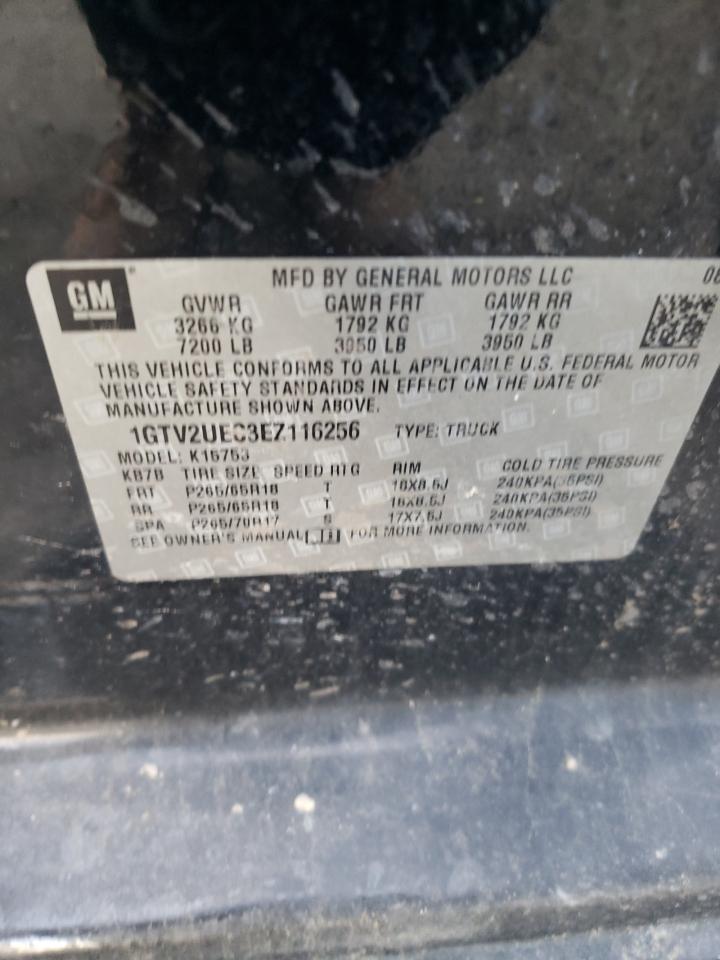 GM
MFD BY GENERAL MOTORS LLC
GVWR GAWR FRT GAWR RR
3266 KG 1792 KG 1792 KG
7200 LB 3950 LB 3950 LB
THIS VEHICLE CONFORMS TO ALL APPLICABLE U.S. FEDERAL MOTOR
VEHICLE SAFETY STANDARDS IN EFFECT ON THE DATE OF
MANUFACTURE SHOWN ABOVE.
1GTV2UEC3EZ116256 TYPE: TRUCK
MODEL: K15753
KB7B TIRE SIZE SPEED RTG RIM COLD TIRE PRESSURE
FRT P265/65R18 T 18X8.5J 240KPA(35PSI)
RR P265/65R18 T 18X8.5J 240KPA(35PSI)
SPA P265/70R17 S 17X7.5J 240KPA(35PSI)
SEE OWNER'S MANUAL FOR MORE INFORMATION.